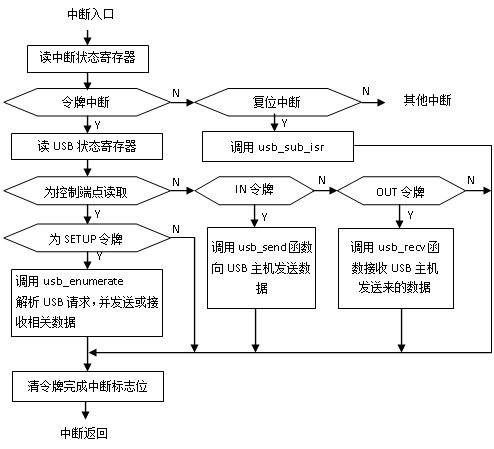 中断入口
读中断状态寄存器
令牌中断
N
复位中断
N
其他中断
Y
Y
读 USB 状态寄存器
调用 usb_sub_isr
为控制端点读取
N
IN 令牌
N
OUT 令牌
N
Y
Y
Y
为 SETUP 令牌
N
调用 usb_send 函数
向 USB 主机发送数
据
调用 usb_recv 函
数接收 USB 主机
发送来的数据
Y
调用 usb_enumerate
解析 USB 请求，并发送或接
收相关数据
清令牌完成中断标志位
中断返回